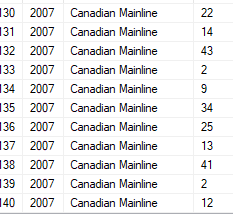 130 2007 Canadian Mainline 22
131 2007 Canadian Mainline 14
132 2007 Canadian Mainline 43
133 2007 Canadian Mainline 2
134 2007 Canadian Mainline 9
135 2007 Canadian Mainline 34
136 2007 Canadian Mainline 25
137 2007 Canadian Mainline 13
138 2007 Canadian Mainline 41
139 2007 Canadian Mainline 2
140 2007 Canadian Mainline 12